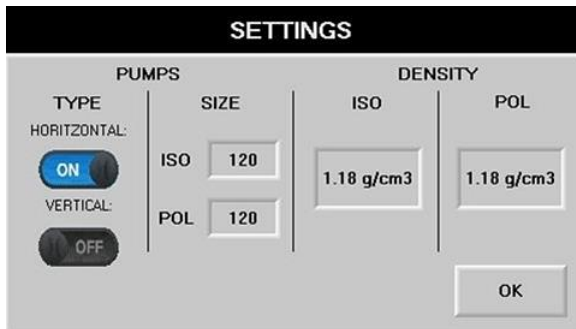 SETTINGS
PUMPS
DENSITY
TYPE
SIZE
ISO
POL
HORITZONTAL:
ON
VERTICAL:
OFF
ISO 120
POL 120
1.18 g/cm3
1.18 g/cm3
OK